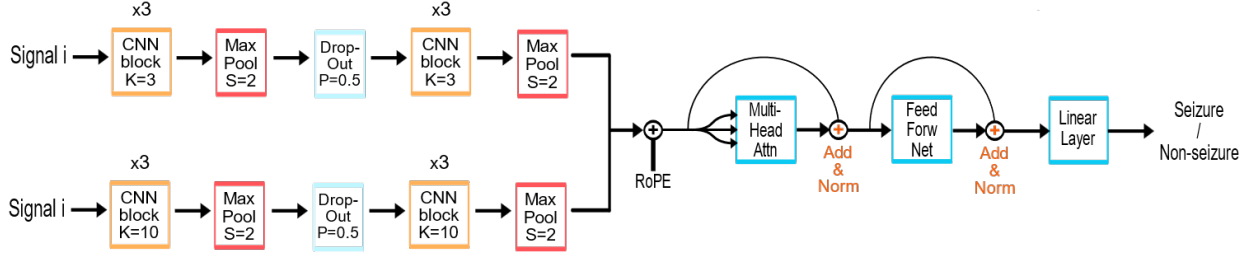 x3
x3
Signal i
CNN
block
K=3
Max
Pool
S=2
Drop-
Out
P=0.5
CNN
block
K=3
Max
Pool
S=2
x3
x3
Signal i
CNN
block
K=10
Max
Pool
S=2
Drop-
Out
P=0.5
CNN
block
K=10
Max
Pool
S=2
+
RoPE
Multi-
Head
Attn
+
Add
&
Norm
Feed
Forw
Net
+
Add
&
Norm
Linear
Layer
Seizure
/
Non-seizure